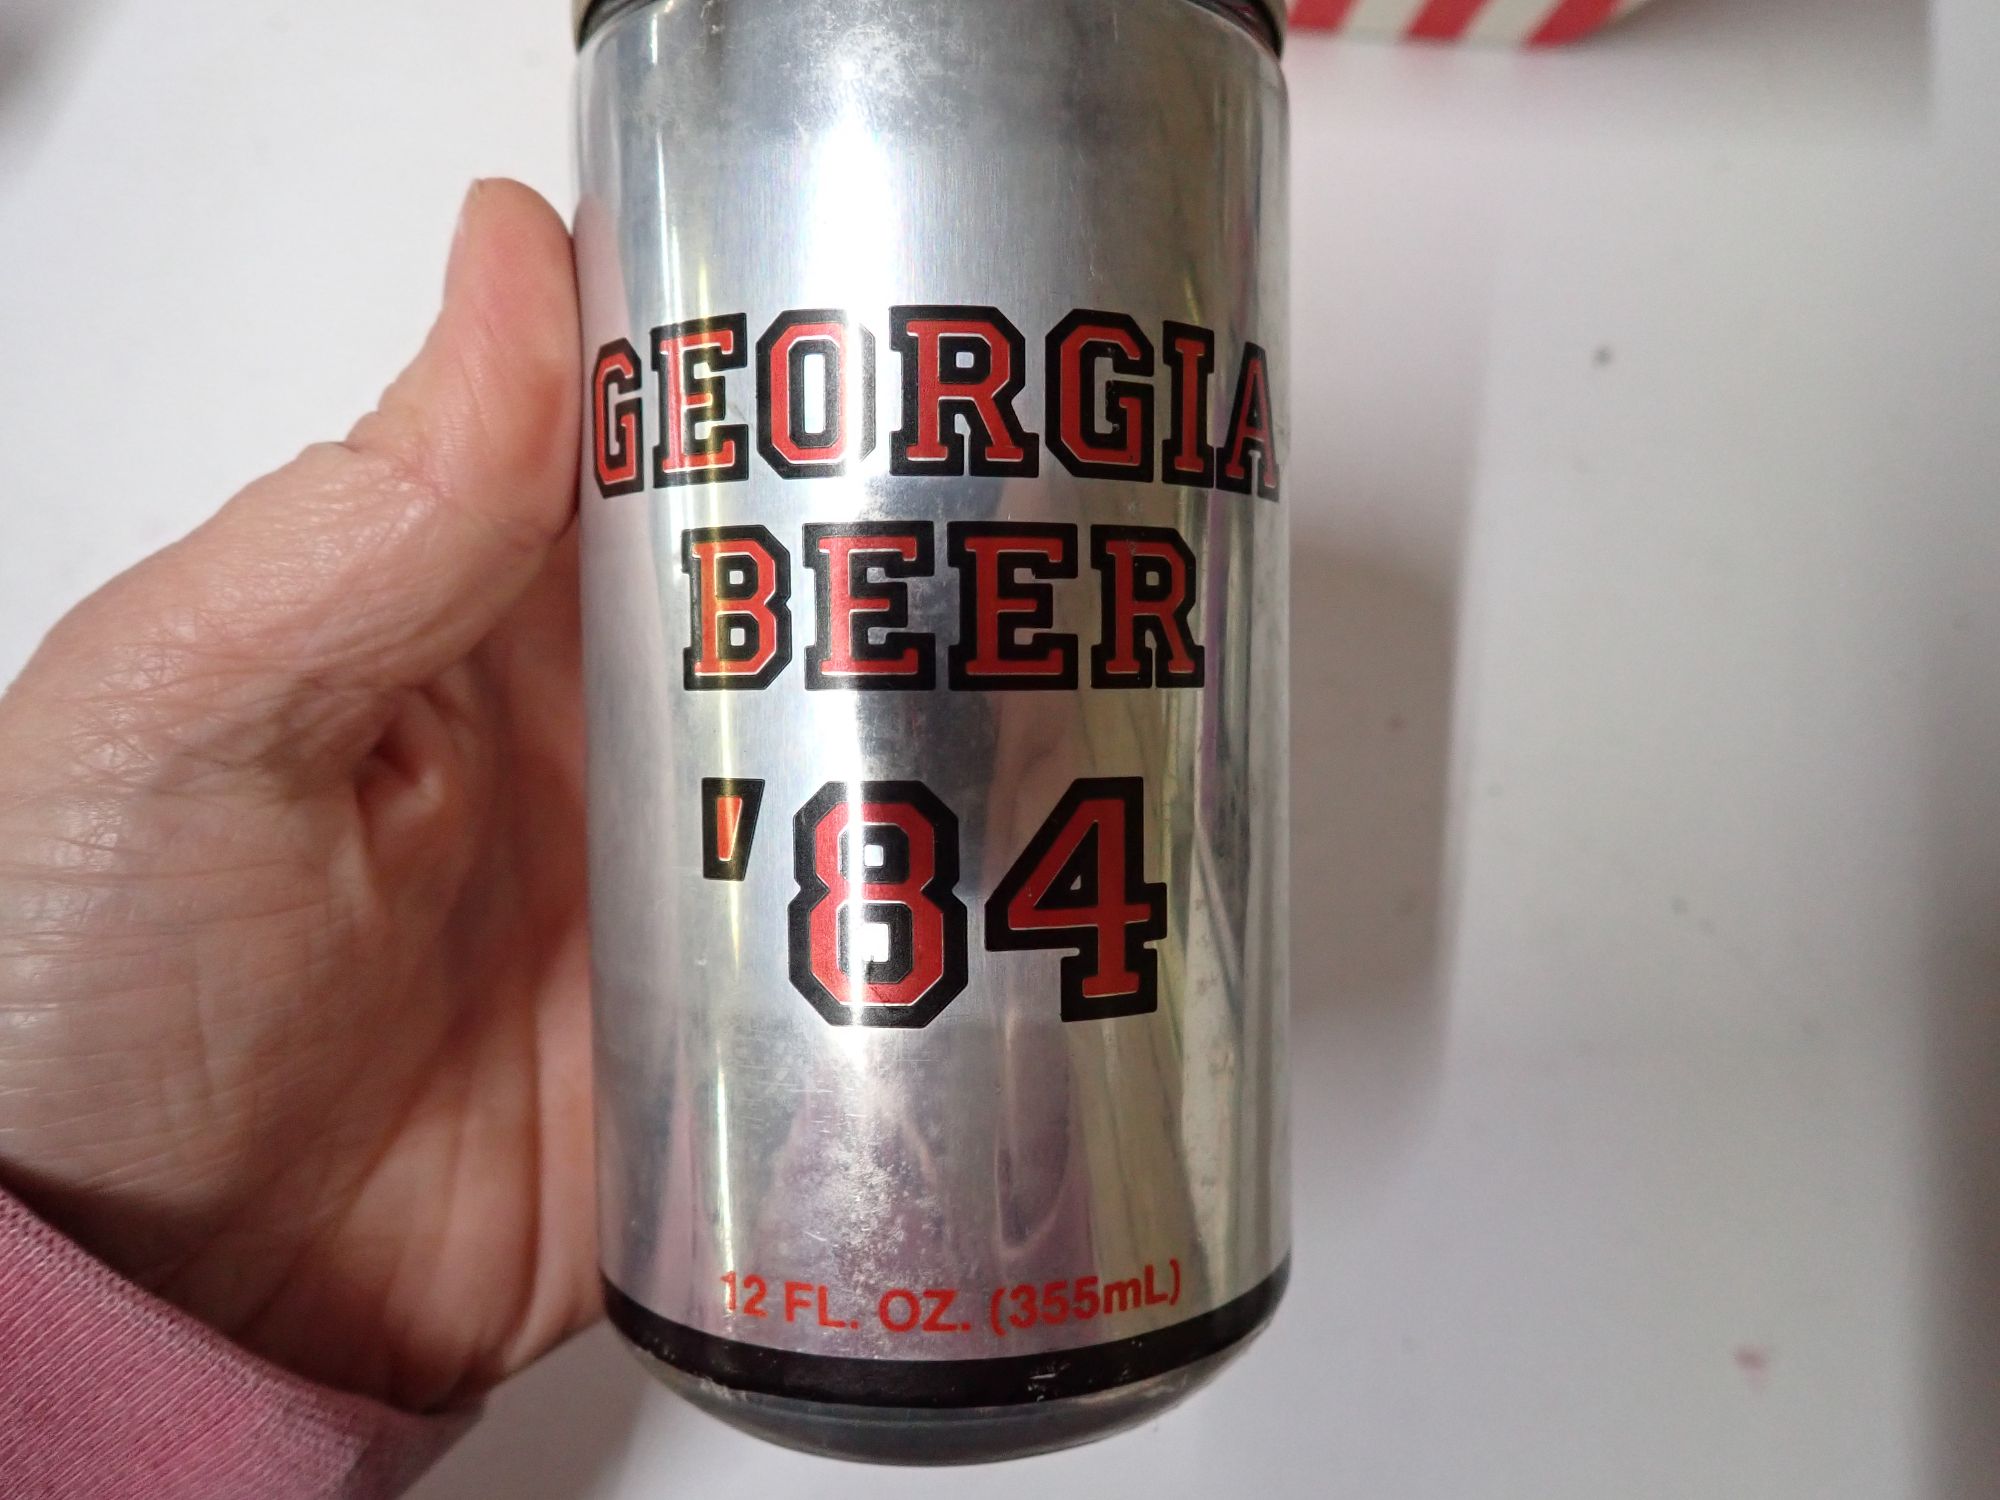 GEORGIA
BEER
'84
12 FL. OZ. (355mL)